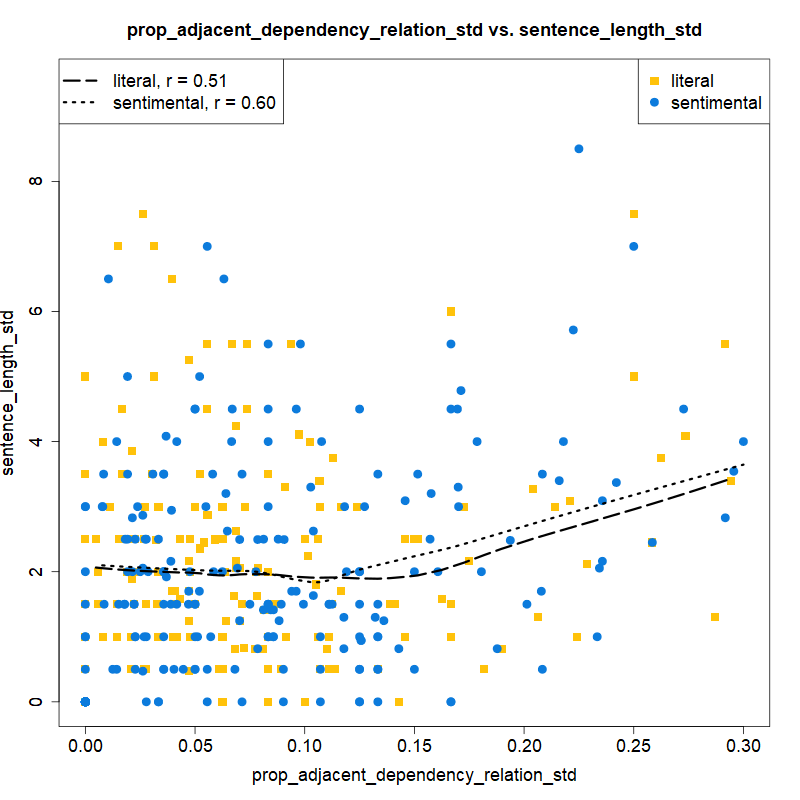 prop_adjacent_dependency_relation_std vs. sentence_length_std
literal, r = 0.51
sentimental, r = 0.60
literal
sentimental
sentence_length_std
8
6
4
2
0
0.00 0.05 0.10 0.15 0.20 0.25 0.30
prop_adjacent_dependency_relation_std